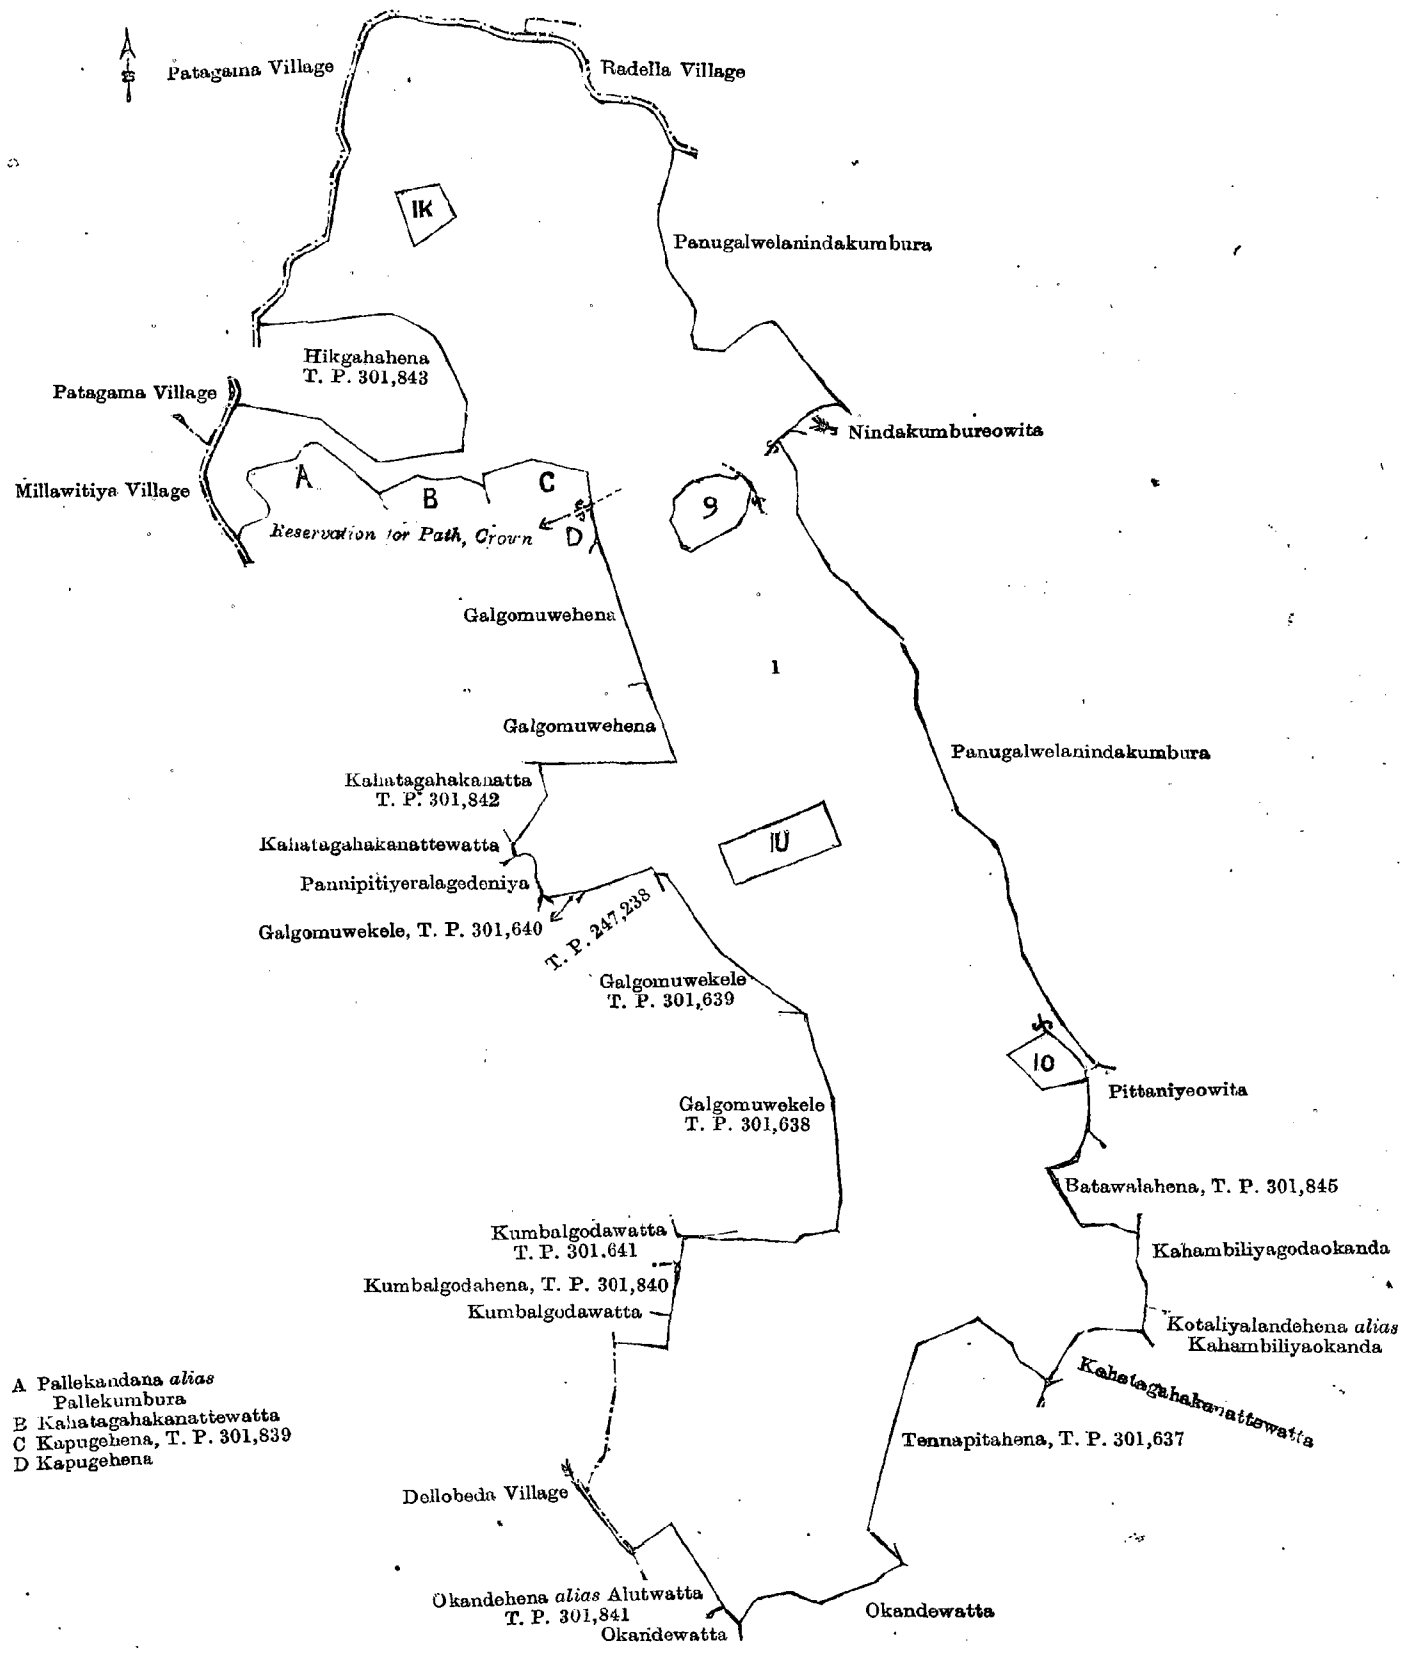 Patagama Village
Radella Village
1K
Panugalwelanindakumbura
Hikgahahena
T. P. 301,843
Patagama Village
Nindakumbureowita
Millawitiya Village
A
B
C
9
Reservation for Path, Crown
D
Galgomuwehena
1
Galgomuwehena
Panugalwelanindakumbura
Kahatagahakanatta
T. P. 301,842
1U
Kahatagahakanattewatta
Pannipitiyeralagedeniya
Galgomuwekele, T. P. 301,640
T. P. 247,238
Galgomuwekele
T. P. 301,639
10
Pittaniyeowita
Galgomuwekele
T. P. 301,638
Batawalahena, T. P. 301,845
Kumbalgodawatta
T. P. 301.641
Kahambiliyagodaokanda
Kumbalgodahena, T. P. 301,840
Kumbalgodawatta
Kotaliyalandehena alias
Kahambiliyaokanda
Kahatagahakanattewatta
A Pallekandana alias
Pallekumbura
B Kahatagahakanattewatta
C Kapugehena, T. P. 301,839
D Kapugehena
Tennapitahena, T. P. 301,637
Dellobeda Village
Okandehena alias Alutwatta
T. P. 301,841
Okandewatta
Okandewatta